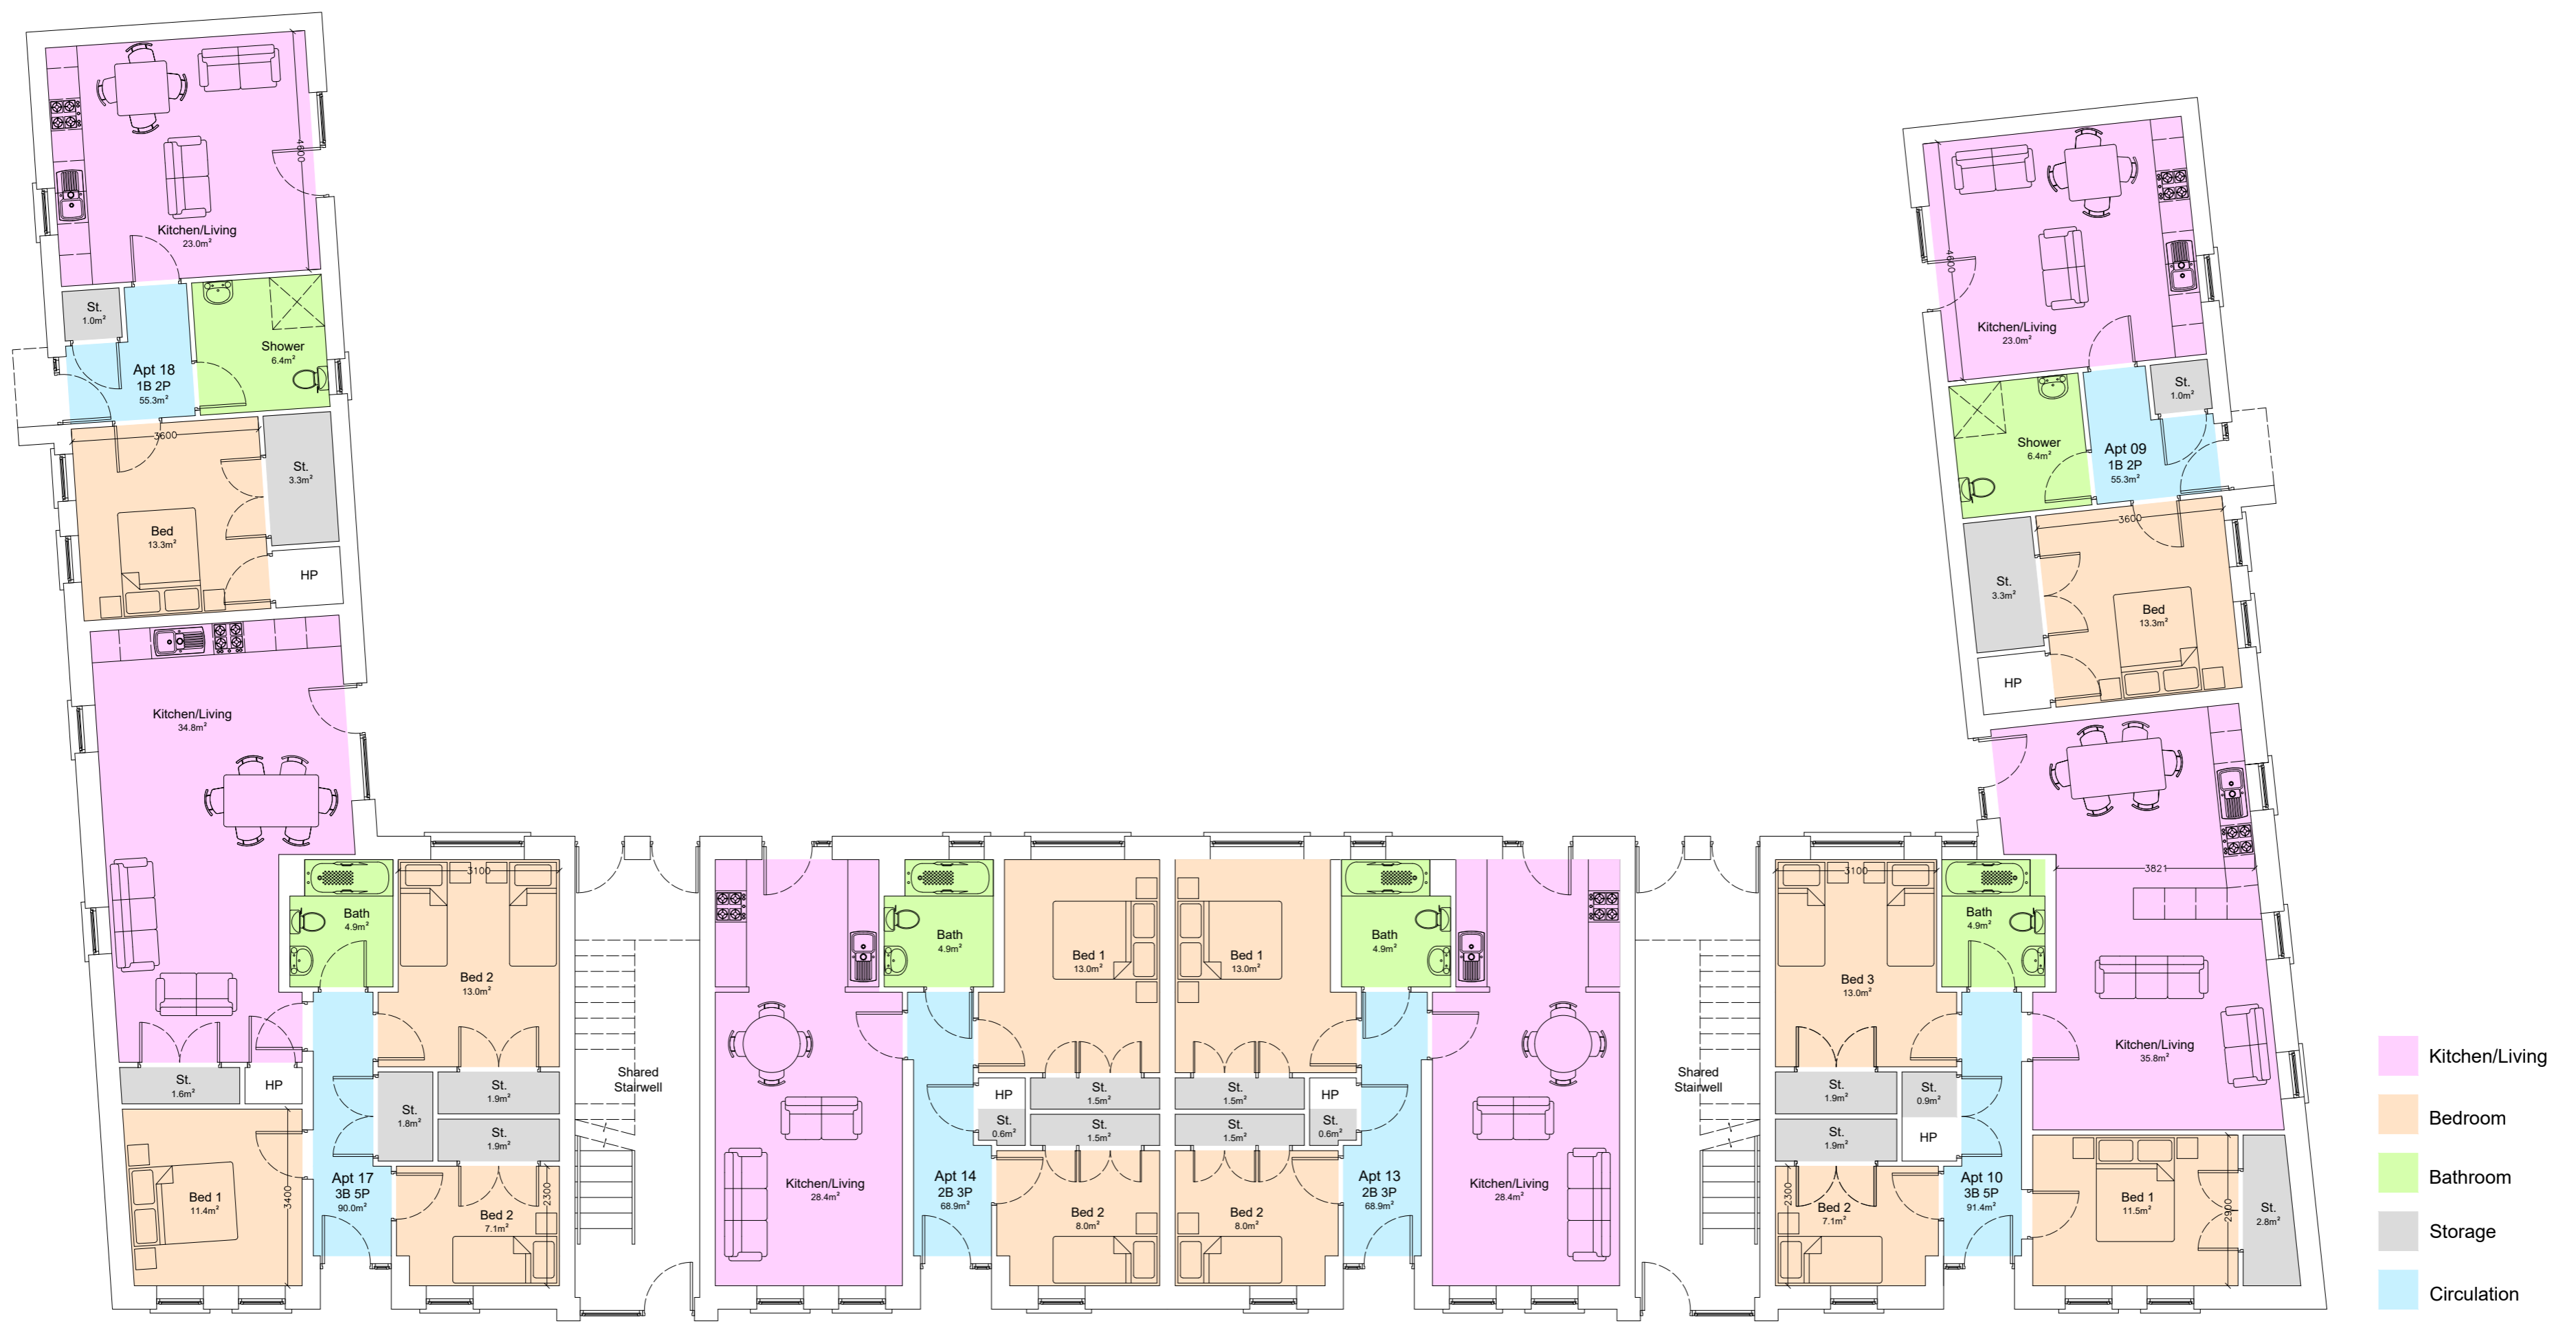 4600
Kitchen/Living
23.0m²
St.
1.0m²
Shower
6.4m²
Apt 18
1B 2P
55.3m²
3600
St.
3.3m²
Bed
13.3m²
HP
Kitchen/Living
34.8m²
Bath
4.9m²
3100
Bed 2
13.0m²
St.
1.6m²
HP
St.
1.8m²
St.
1.9m²
St.
1.9m²
Bed 1
11.4m²
3400
Apt 17
3B 5P
90.0m²
Bed 2
7.1m²
2300
Shared
Stairwell
Kitchen/Living
28.4m²
Bath
4.9m²
Bed 1
13.0m²
HP
St.
0.6m²
St.
1.5m²
St.
1.5m²
Apt 14
2B 3P
68.9m²
Bed 2
8.0m²
Bed 1
13.0m²
Bath
4.9m²
St.
1.5m²
St.
1.5m²
HP
St.
0.6m²
Bed 2
8.0m²
Apt 13
2B 3P
68.9m²
Kitchen/Living
28.4m²
Shared
Stairwell
4600
Kitchen/Living
23.0m²
St.
1.0m²
Shower
6.4m²
Apt 09
1B 2P
55.3m²
3600
St.
3.3m²
Bed
13.3m²
HP
3821
3100
Bath
4.9m²
Bed 3
13.0m²
Kitchen/Living
35.8m²
St.
1.9m²
St.
0.9m²
St.
1.9m²
HP
2300
Bed 2
7.1m²
Apt 10
3B 5P
91.4m²
Bed 1
11.5m²
2900
St.
2.8m²
Kitchen/Living
Bedroom
Bathroom
Storage
Circulation